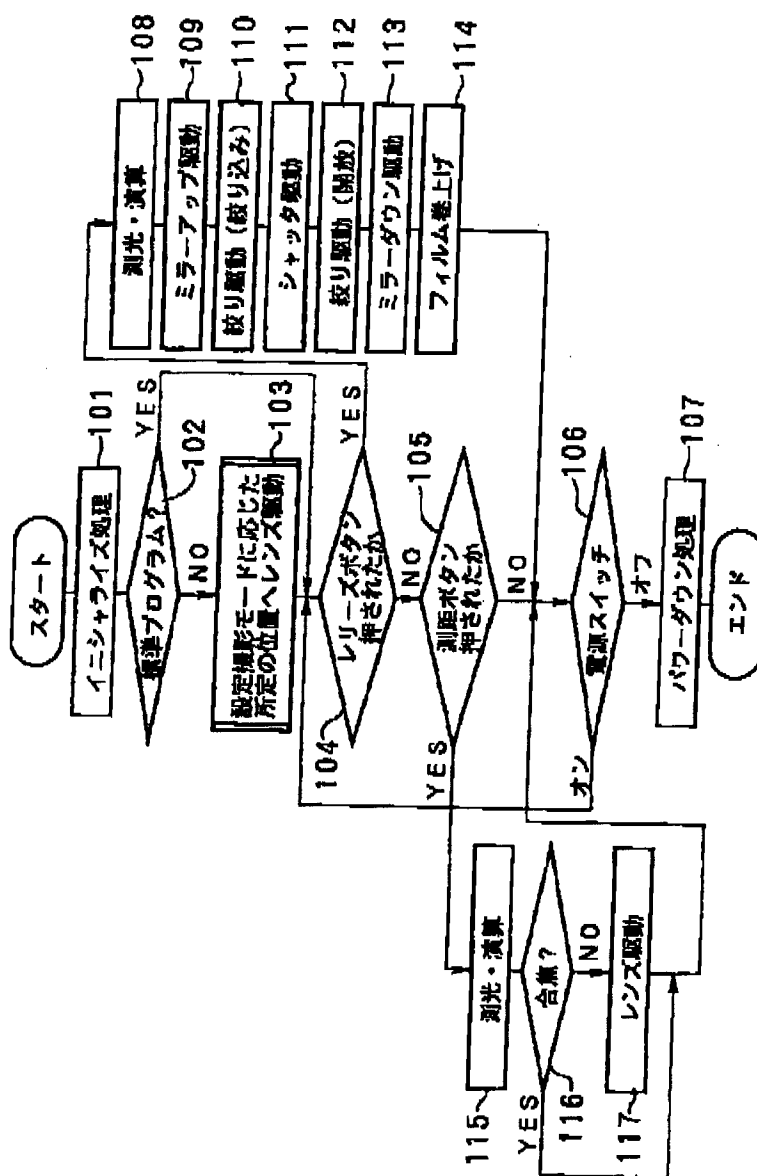 スタート
イニシャライズ処理
101
標準プログラム?
102
YES
NO
設定撮影モードに応じた
所定の位置へレンズ駆動
103
レリーズボタン
押されたか
104
YES
NO
測距ボタン
押されたか
105
YES
NO
電源スイッチ
106
オン
オフ
パワーダウン処理
107
エンド
測光・演算
108
ミラーアップ駆動
109
絞り駆動(絞り込み)
110
シャッタ駆動
111
絞り駆動(開放)
112
ミラーダウン駆動
113
フィルム巻上げ
114
測光・演算
115
合焦?
116
YES
NO
レンズ駆動
117